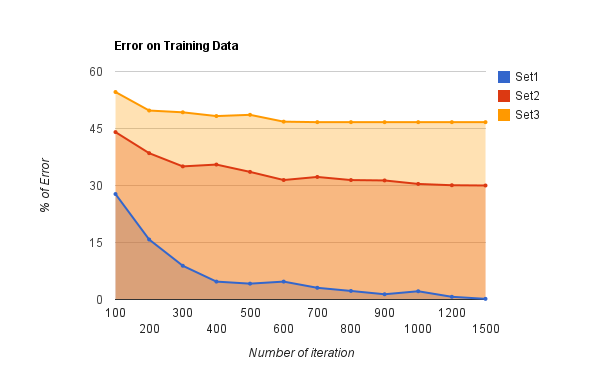 Error on Training Data
60
45
30
15
0
% of Error
Set1
Set2
Set3
100 300 500 700 900 1200
200 400 600 800 1000 1500
Number of iteration